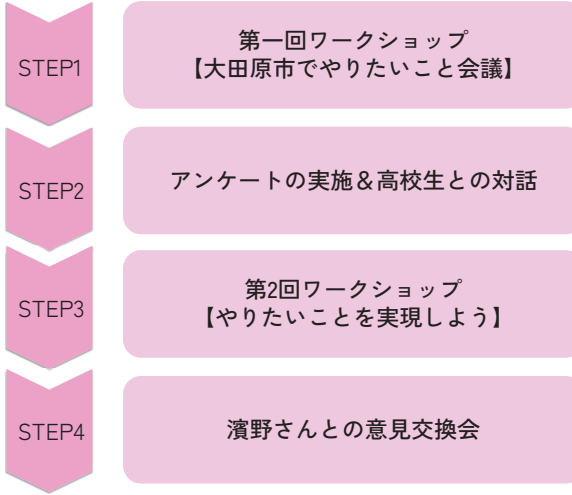 STEP1
第一回ワークショップ
【大田原市でやりたいこと会議】
STEP2
アンケートの実施＆高校生との対話
STEP3
第2回ワークショップ
【やりたいことを実現しよう】
STEP4
濱野さんとの意見交換会